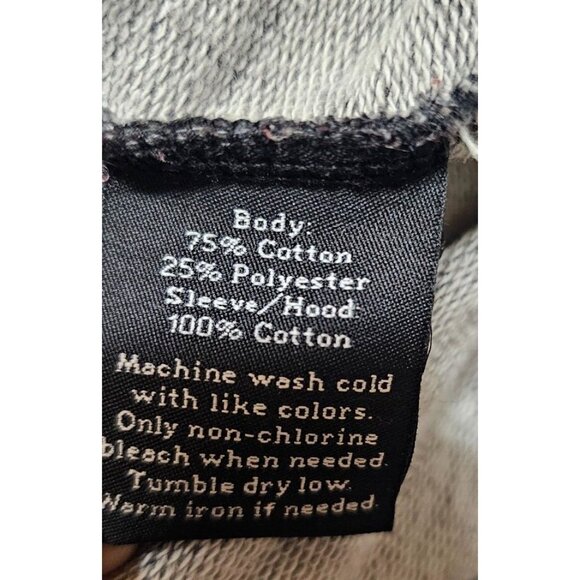 Body:
75% Cotton
25% Polyester
Sleeve/Hood
100% Cotton
Machine wash cold
with like colors.
Only non-chlorine
bleach when needed.
Tumble dry low.
Warm iron if needed.